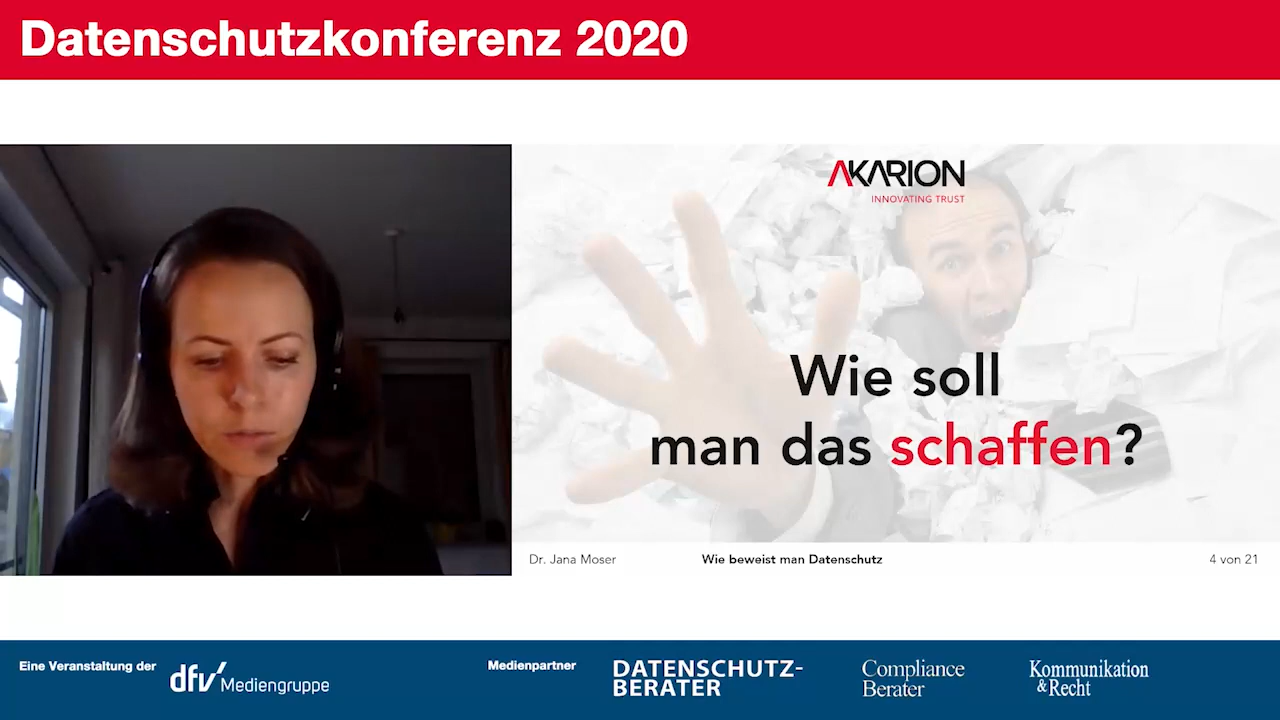 Datenschutzkonferenz 2020
AKARION
INNOVATING TRUST
Wie soll
man das schaffen?
Dr. Jana Moser
Wie beweist man Datenschutz
4 von 21
Eine Veranstaltung der
dfv Mediengruppe
Medienpartner
DATENSCHUTZ-
BERATER
Compliance
Berater
Kommunikation
& Recht